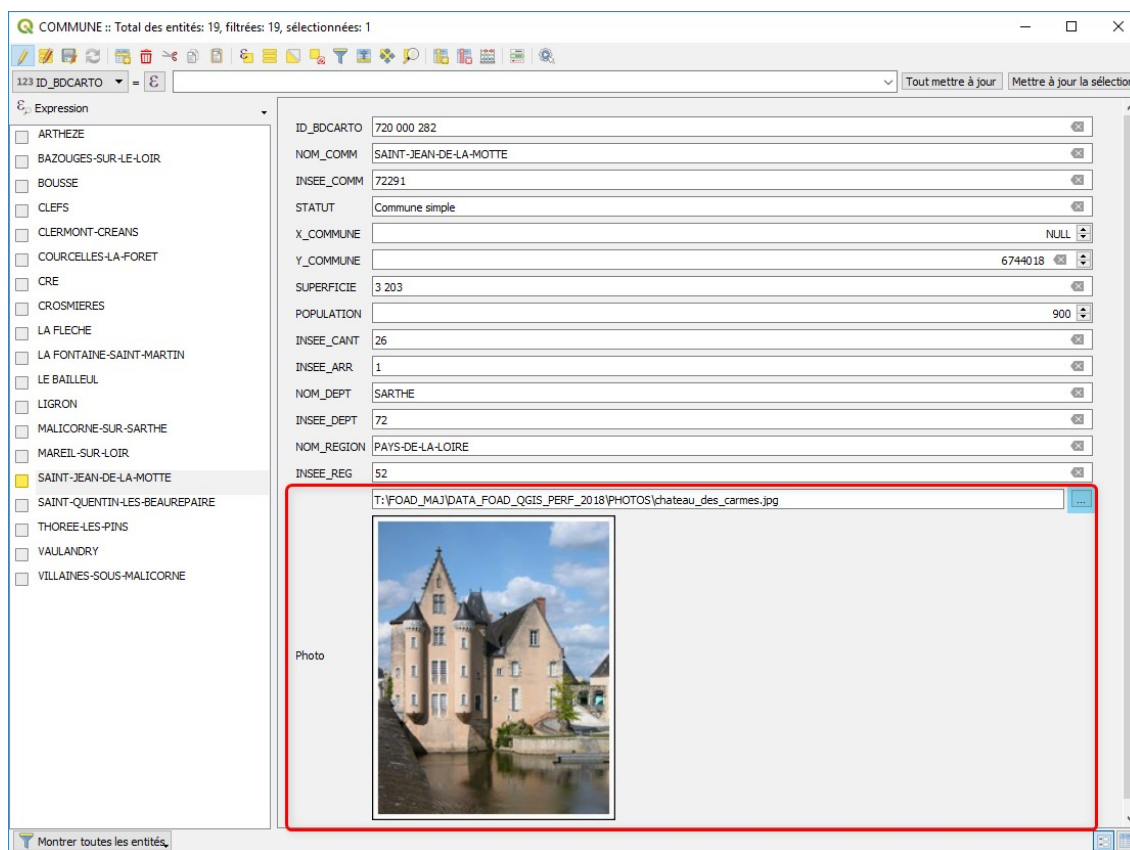 COMMUNE :: Total des entités: 19, filtrées: 19, sélectionnées: 1
123 ID_BDCARTO = ε Tout mettre à jour Mettre à jour la sélection
Expression
ARTHEZE
BAZOUGES-SUR-LE-LOIR
BOUSSE
CLEFS
CLERMONT-CREANS
COURCELLES-LA-FORET
CRE
CROSMIERES
LA FLECHE
LA FONTAINE-SAINT-MARTIN
LE BAILLEUL
LIGRON
MALICORNE-SUR-SARTHE
MAREIL-SUR-LOIR
SAINT-JEAN-DE-LA-MOTTE
SAINT-QUENTIN-LES-BEAUREPAIRE
THOREE-LES-PINS
VAULANDRY
VILLAINES-SOUS-MALICORNE
ID_BDCARTO 720 000 282
NOM_COMM SAINT-JEAN-DE-LA-MOTTE
INSEE_COMM 72291
STATUT Commune simple
X_COMMUNE NULL
Y_COMMUNE 6744018
SUPERFICIE 3 203
POPULATION 900
INSEE_CANT 26
INSEE_ARR 1
NOM_DEPT SARTHE
INSEE_DEPT 72
NOM_REGION PAYS-DE-LA-LOIRE
INSEE_REG 52
T:\FOAD_MAJ\DATA_FOAD_QGIS_PERF_2018\PHOTOS\chateau_des_carmes.jpg ...
Photo
Montrer toutes les entités